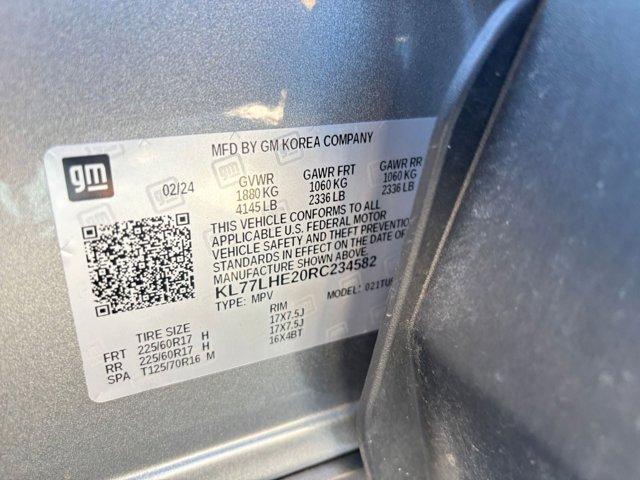 MFD BY GM KOREA COMPANY
gm
02/24
GVWR GAWR FRT GAWR RR
1880 KG 1060 KG 1060 KG
4145 LB 2336 LB 2336 LB
THIS VEHICLE CONFORMS TO ALL
APPLICABLE U.S. FEDERAL MOTOR
VEHICLE SAFETY AND THEFT PREVENTION
STANDARDS IN EFFECT ON THE DATE OF
MANUFACTURE SHOWN ABOVE.
KL77LHE20RC234582
TYPE: MPV MODEL: 021TU
TIRE SIZE RIM
FRT 225/60R17 H 17X7.5J
RR 225/60R17 H 17X7.5J
SPA T125/70R16 M 16X4BT